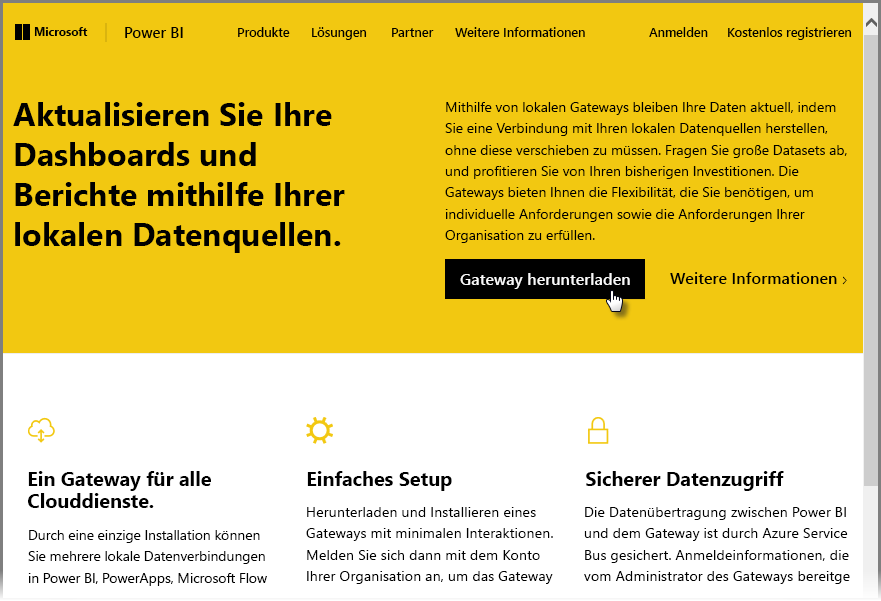 Microsoft Power BI Produkte Lösungen Partner Weitere Informationen Anmelden Kostenlos registrieren
Aktualisieren Sie Ihre
Dashboards und
Berichte mithilfe Ihrer
lokalen Datenquellen.
Mithilfe von lokalen Gateways bleiben Ihre Daten aktuell, indem
Sie eine Verbindung mit Ihren lokalen Datenquellen herstellen,
ohne diese verschieben zu müssen. Fragen Sie große Datasets ab,
und profitieren Sie von Ihren bisherigen Investitionen. Die
Gateways bieten Ihnen die Flexibilität, die Sie benötigen, um
individuelle Anforderungen sowie die Anforderungen Ihrer
Organisation zu erfüllen.
Gateway herunterladen Weitere Informationen ›
Ein Gateway für alle
Clouddienste.
Durch eine einzige Installation können
Sie mehrere lokale Datenverbindungen
in Power BI, PowerApps, Microsoft Flow
Einfaches Setup
Herunterladen und Installieren eines
Gateways mit minimalen Interaktionen.
Melden Sie sich dann mit dem Konto
Ihrer Organisation an, um das Gateway
Sicherer Datenzugriff
Die Datenübertragung zwischen Power BI
und dem Gateway ist durch Azure Service
Bus gesichert. Anmeldeinformationen, die
vom Administrator des Gateways bereitge